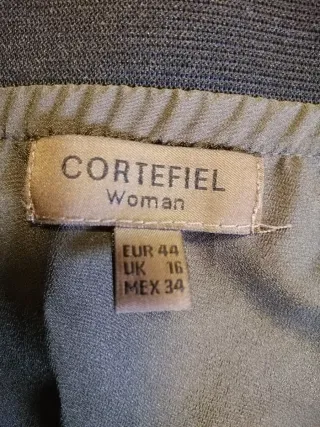 CORTEFIEL
Woman
EUR 44
UK 16
MEX 34